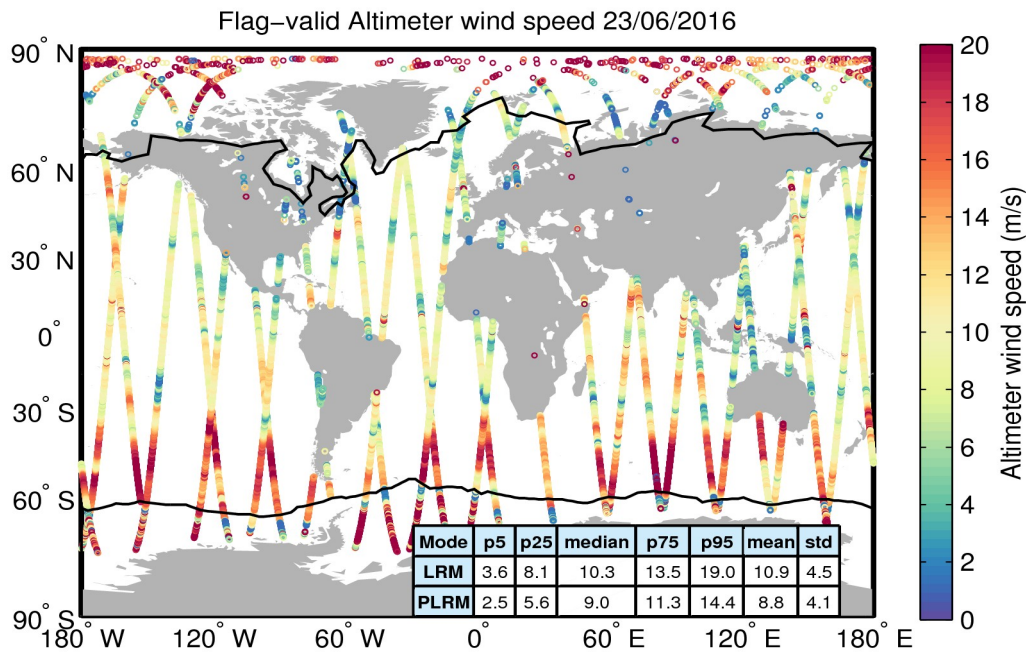 Flag−valid Altimeter wind speed 23/06/2016
90° N
60° N
30° N
0°
30° S
60° S
90° S
180° W
120° W
60° W
0°
60° E
120° E
180° E
Mode p5 p25 median p75 p95 mean std
LRM 3.6 8.1 10.3 13.5 19.0 10.9 4.5
PLRM 2.5 5.6 9.0 11.3 14.4 8.8 4.1
20
18
16
14
12
10
8
6
4
2
0
Altimeter wind speed (m/s)